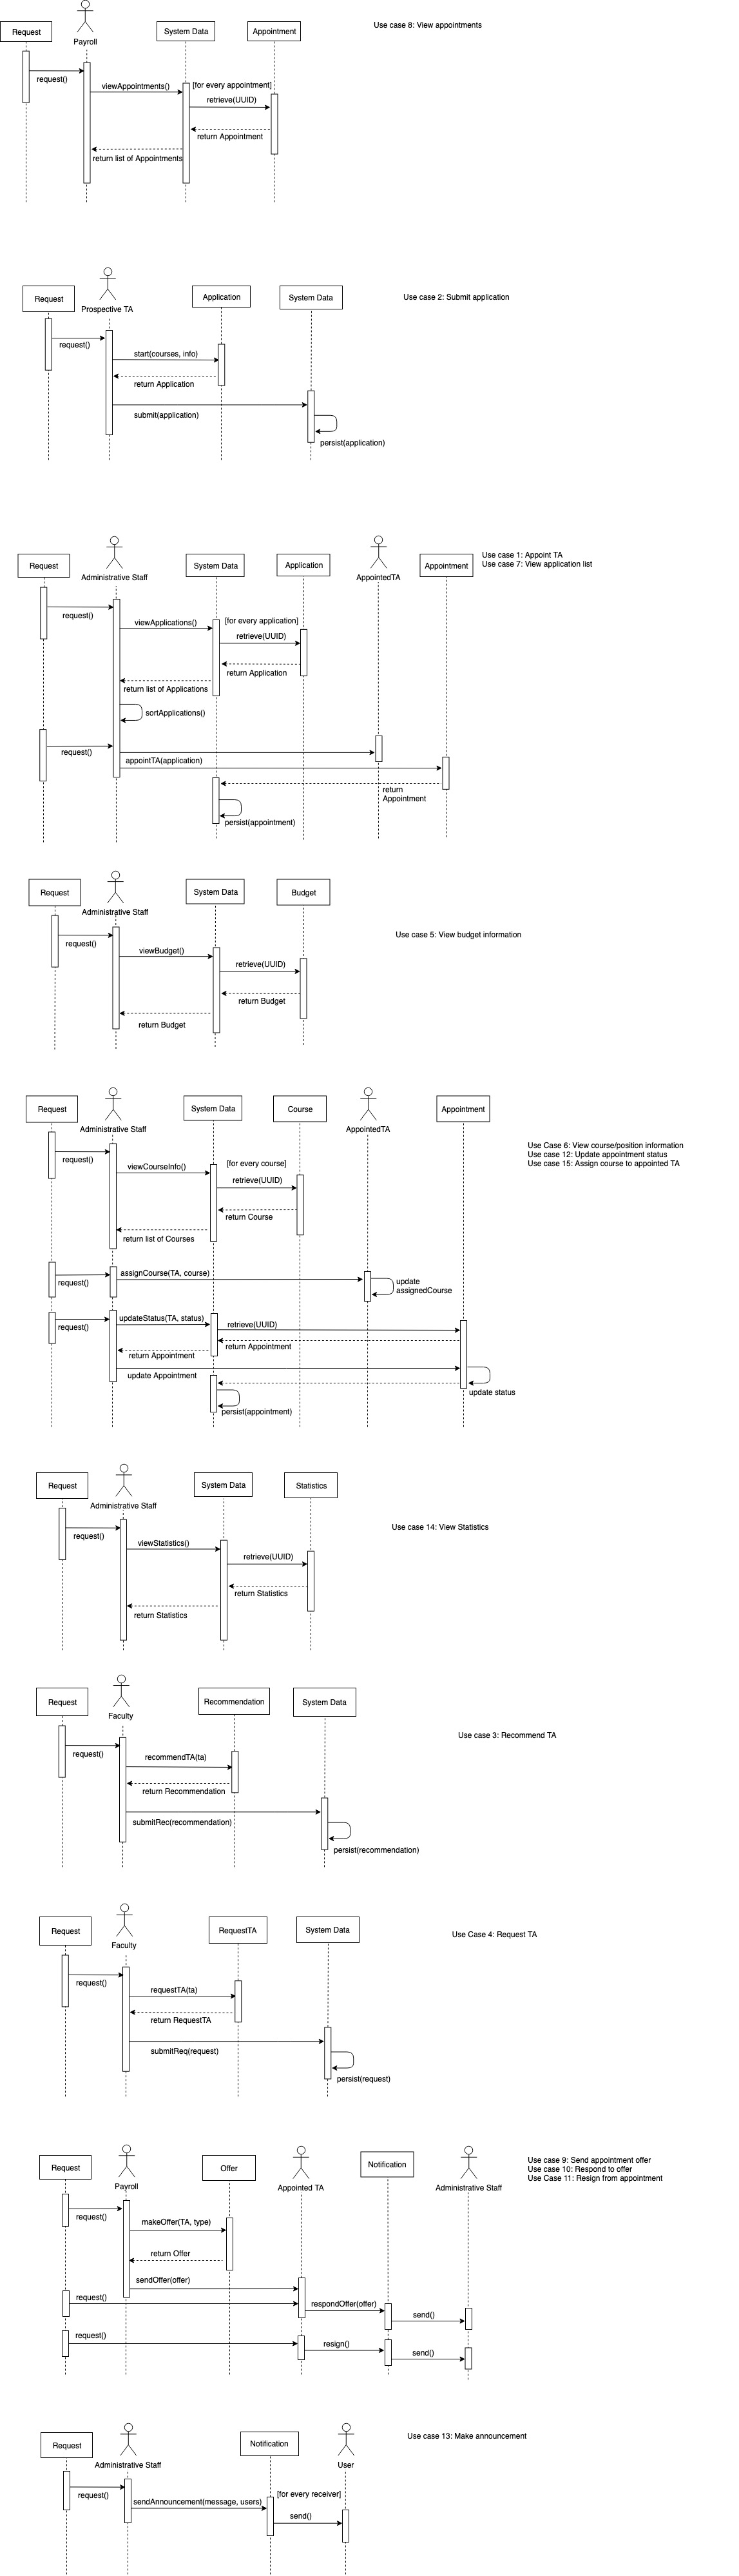 Use case 8: View appointments
Request
Payroll
System Data
Appointment
request()
viewAppointments()
[for every appointment]
retrieve(UUID)
return Appointment
return list of Appointments
Use case 2: Submit application
Request
Prospective TA
Application
System Data
request()
start(courses, info)
return Application
submit(application)
persist(application)
Use case 1: Appoint TA
Use case 7: View application list
Request
Administrative Staff
System Data
Application
AppointedTA
Appointment
request()
viewApplications()
[for every application]
retrieve(UUID)
return Application
return list of Applications
sortApplications()
request()
appointTA(application)
return
Appointment
persist(appointment)
Request
Administrative Staff
System Data
Budget
Use case 5: View budget information
request()
viewBudget()
retrieve(UUID)
return Budget
return Budget
Request
Administrative Staff
System Data
Course
AppointedTA
Appointment
Use Case 6: View course/position information
Use case 12: Update appointment status
Use case 15: Assign course to appointed TA
request()
viewCourseInfo()
[for every course]
retrieve(UUID)
return Course
return list of Courses
request()
assignCourse(TA, course)
update
assignedCourse
request()
updateStatus(TA, status)
retrieve(UUID)
return Appointment
return Appointment
update Appointment
update status
persist(appointment)
Request
Administrative Staff
System Data
Statistics
Use case 14: View Statistics
request()
viewStatistics()
retrieve(UUID)
return Statistics
return Statistics
Request
Faculty
Recommendation
System Data
Use case 3: Recommend TA
request()
recommendTA(ta)
return Recommendation
submitRec(recommendation)
persist(recommendation)
Request
Faculty
RequestTA
System Data
Use Case 4: Request TA
request()
requestTA(ta)
return RequestTA
submitReq(request)
persist(request)
Use case 9: Send appointment offer
Use case 10: Respond to offer
Use Case 11: Resign from appointment
Request
Payroll
Offer
Appointed TA
Notification
Administrative Staff
request()
makeOffer(TA, type)
return Offer
sendOffer(offer)
request()
respondOffer(offer)
send()
request()
resign()
send()
Use case 13: Make announcement
Request
Administrative Staff
Notification
User
request()
sendAnnouncement(message, users)
[for every receiver]
send()